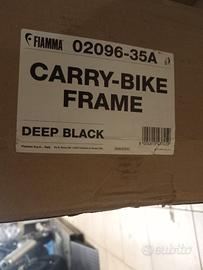 FIAMMA 02096-35A
CARRY-BIKE
FRAME
DEEP BLACK
subito